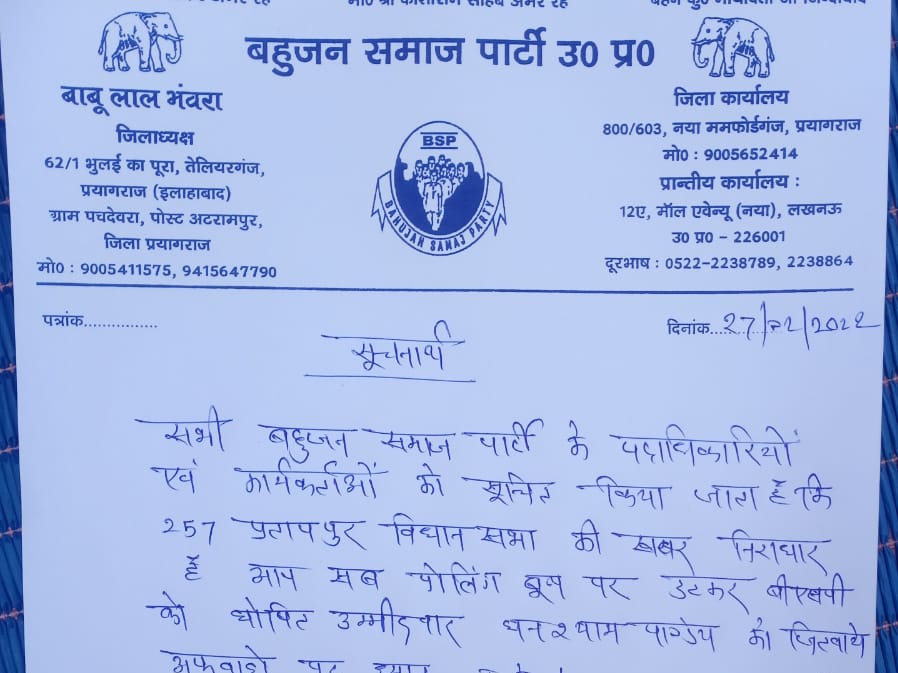 बहुजन समाज पार्टी उ0 प्र0
बाबू लाल भंवरा
जिलाध्यक्ष
62/1 भुलई का पूरा, तेलियरगंज,
प्रयागराज (इलाहाबाद)
ग्राम पचदेवरा, पोस्ट अटरामपुर,
जिला प्रयागराज
मो0 : 9005411575, 9415647790
BSP
BAHUJAN SAMAJ PARTY
जिला कार्यालय
800/603, नया ममफोर्डगंज, प्रयागराज
मो0 : 9005652414
प्रान्तीय कार्यालय :
12ए, मॉल एवेन्यू (नया), लखनऊ
उ0 प्र0 - 226001
दूरभाष : 0522-2238789, 2238864
पत्रांक................
दिनांक...27/02/2022
सूचनार्थ
सभी बहुजन समाज पार्टी के पदाधिकारियों
एवं कार्यकर्ताओं को सूचित किया जाता है कि
257 प्रतापपुर विधान सभा की खबर निराधार
हैं आप सब पोलिंग बूथ पर डटकर बीएसपी
को घोषित उम्मीदवार घनश्याम पाण्डेय को जितवाये